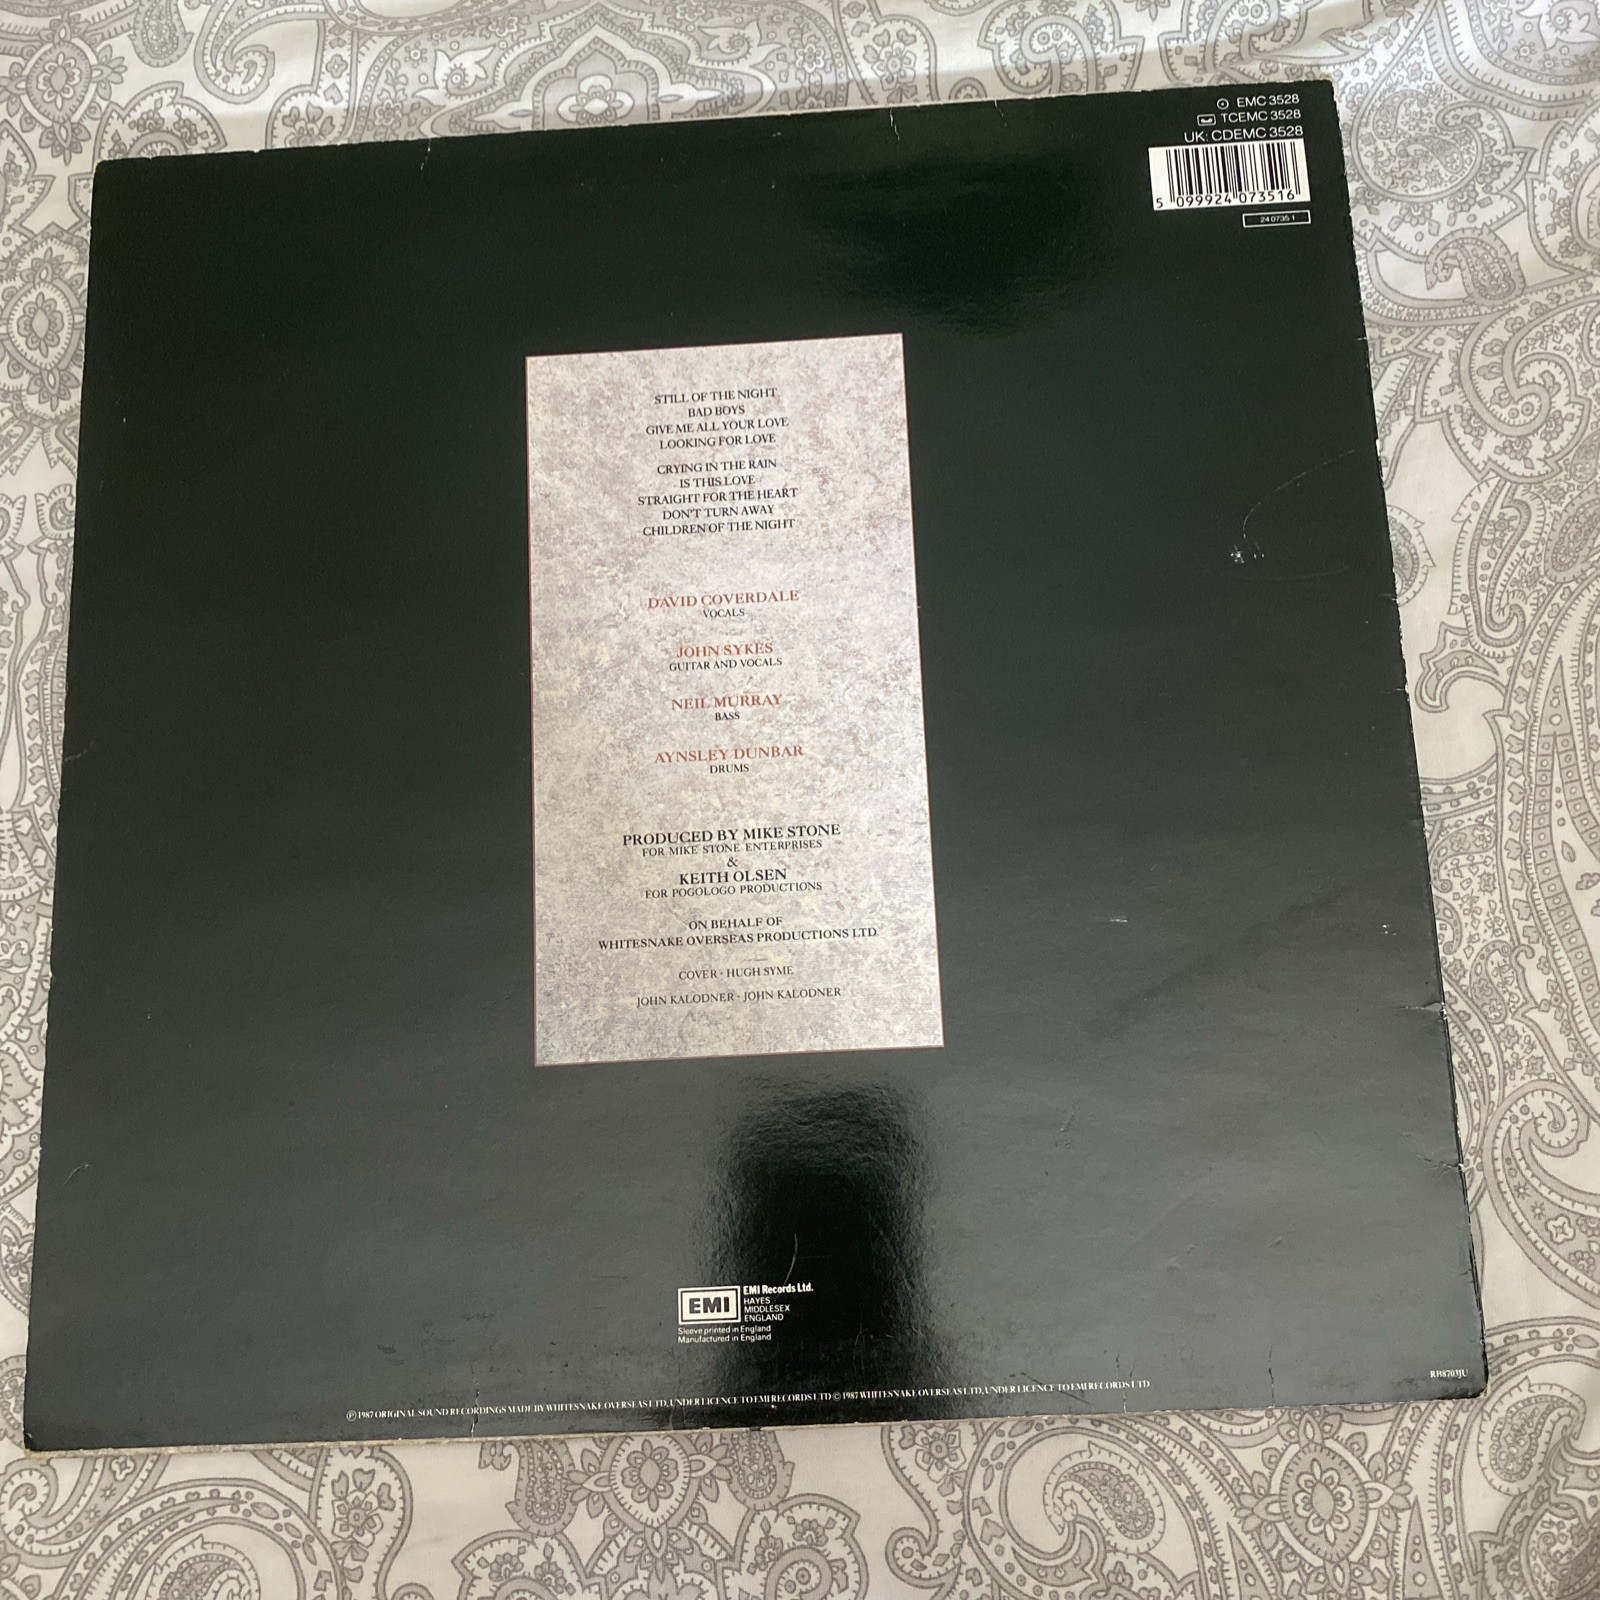 EMC 3528
TCEMC 3528
UK: CDEMC 3528
5 099924 073516
24 0735 1
STILL OF THE NIGHT
BAD BOYS
GIVE ME ALL YOUR LOVE
LOOKING FOR LOVE
CRYING IN THE RAIN
IS THIS LOVE
STRAIGHT FOR THE HEART
DON'T TURN AWAY
CHILDREN OF THE NIGHT
DAVID COVERDALE
VOCALS
JOHN SYKES
GUITAR AND VOCALS
NEIL MURRAY
BASS
AYNSLEY DUNBAR
DRUMS
PRODUCED BY MIKE STONE
FOR MIKE STONE ENTERPRISES
&
KEITH OLSEN
FOR POGOLOGO PRODUCTIONS
ON BEHALF OF
WHITESNAKE OVERSEAS PRODUCTIONS LTD.
COVER · HUGH SYME
JOHN KALODNER · JOHN KALODNER
EMI
EMI Records Ltd.
HAYES
MIDDLESEX
ENGLAND
Sleeve printed in England
Manufactured in England
RB8703JU
Ⓟ 1987 ORIGINAL SOUND RECORDINGS MADE BY WHITESNAKE OVERSEAS LTD, UNDER LICENCE TO EMI RECORDS LTD © 1987 WHITESNAKE OVERSEAS LTD, UNDER LICENCE TO EMI RECORDS LTD